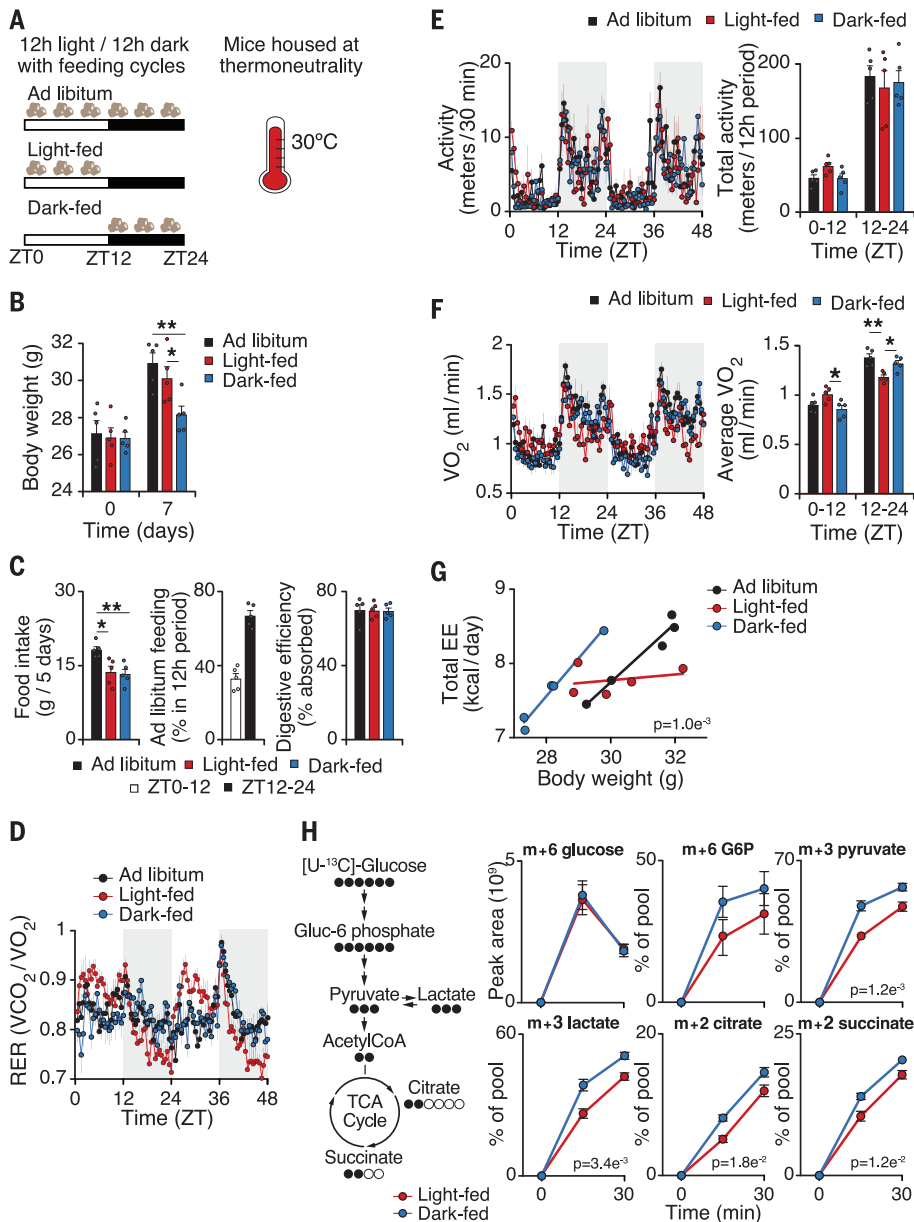 A
12h light / 12h dark
with feeding cycles
Ad libitum
Light-fed
Dark-fed
ZT0
ZT12
ZT24
Mice housed at
thermoneutrality
30ºC
B
Body weight (g)
32
30
28
26
24
0
7
Time (days)
**
*
Ad libitum
Light-fed
Dark-fed
C
Food intake
(g / 5 days)
30
15
0
**
*
Ad libitum feeding
(% in 12h period)
80
40
0
Digestive efficiency
(% absorbed)
80
40
0
Ad libitum
Light-fed
Dark-fed
ZT0-12
ZT12-24
D
Ad libitum
Light-fed
Dark-fed
RER (VCO2 / VO2)
1
0.9
0.8
0.7
0
12
24
36
48
Time (ZT)
E
Ad libitum
Light-fed
Dark-fed
Activity
(meters / 30 min)
20
10
0
0
12
24
36
48
Time (ZT)
Total activity
(meters / 12h period)
200
100
0
0-12
12-24
Time (ZT)
F
Ad libitum
Light-fed
Dark-fed
VO2 (ml / min)
2
1.5
1
0.5
0
12
24
36
48
Time (ZT)
Average VO2
(ml / min)
1.5
1
0.5
0
*
**
*
0-12
12-24
Time (ZT)
G
Total EE
(kcal / day)
9
8
7
28
30
32
Body weight (g)
Ad libitum
Light-fed
Dark-fed
p=1.0e-3
H
[U-13C]-Glucose
Gluc-6 phosphate
Pyruvate
Lactate
AcetylCoA
TCA
Cycle
Citrate
Succinate
Light-fed
Dark-fed
m+6 glucose
Peak area (10⁹)
5
0
m+6 G6P
% of pool
50
0
m+3 pyruvate
% of pool
70
0
p=1.2e-3
m+3 lactate
% of pool
60
0
p=3.4e-3
0
30
m+2 citrate
% of pool
20
0
p=1.8e-2
0
30
m+2 succinate
% of pool
25
0
p=1.2e-2
0
30
Time (min)